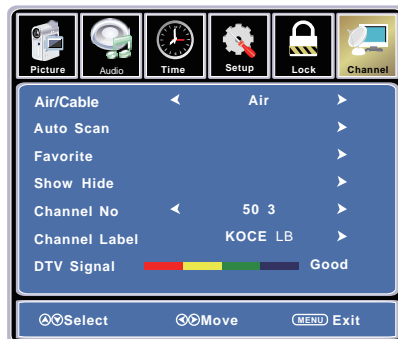 Picture Audio Time Setup Lock Channel
Air/Cable Air
Auto Scan
Favorite
Show Hide
Channel No 50 3
Channel Label KOCE LB
DTV Signal Good
Select Move MENU Exit